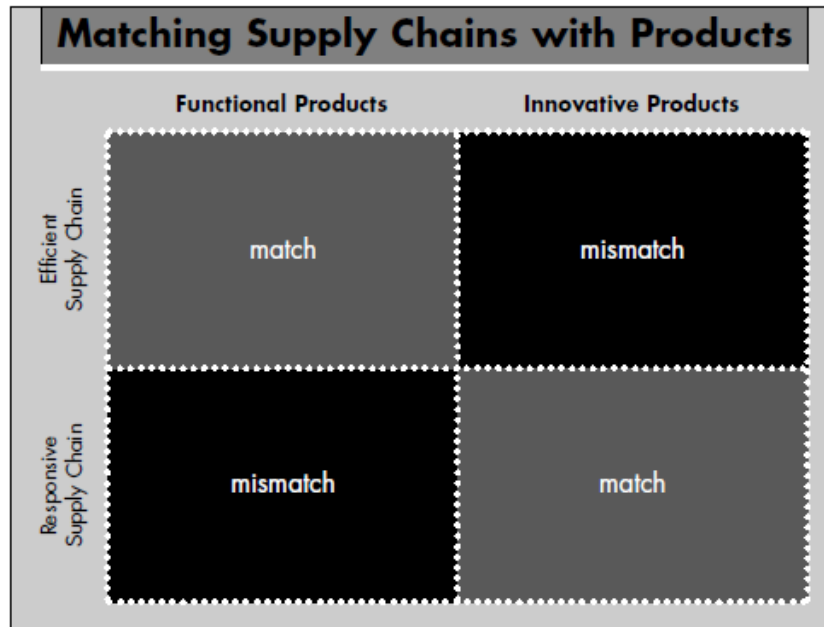 Matching Supply Chains with Products
Functional Products
Innovative Products
Efficient
Supply Chain
match
mismatch
Responsive
Supply Chain
mismatch
match